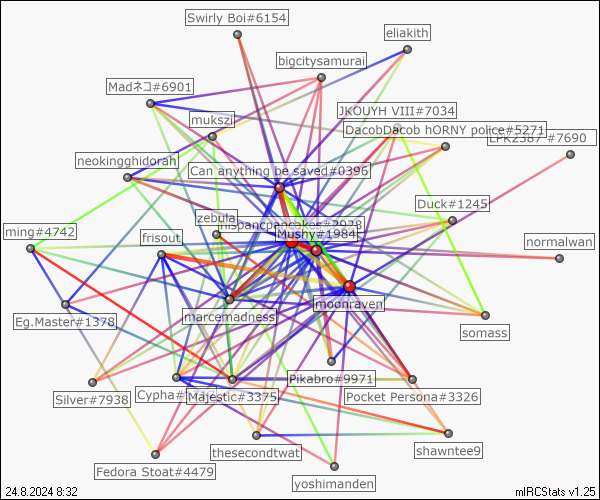 Swirly Boi#6154
eliakith
bigcitysamurai
Madネコ#6901
JKOUYH VIII#7034
mukszi
DacobDacob hORNY police#5271
LPK2387 #7690
neokingghidorah
Can anything be saved#0396
Duck#1245
zebula
hispancpancakes#2978
ming#4742
Mushy#1984
frisout
normalwan
moonraven
marcemadness
Eg.Master#1378
somass
Pikabro#9971
Silver#7938
Cypha#
Majestic#3375
Pocket Persona#3326
shawntee9
thesecondtwat
Fedora Stoat#4479
yoshimanden
24.8.2024 8:32
mIRCStats v1.25